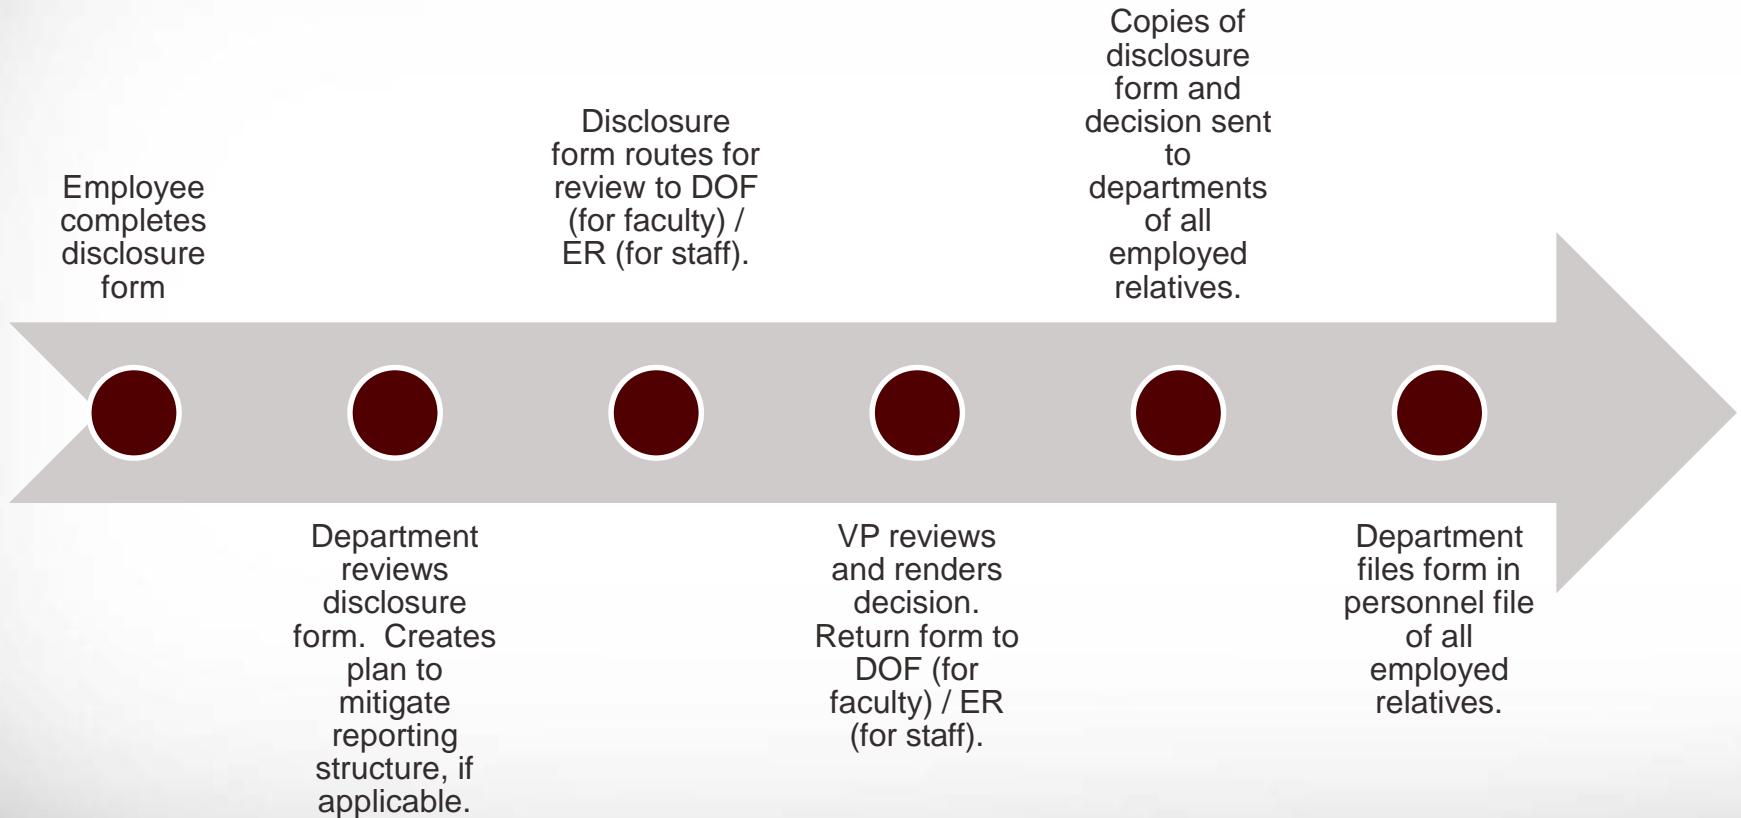 Employee
completes
disclosure
form
Department
reviews
disclosure
form.  Creates
plan to
mitigate
reporting
structure, if
applicable.
Disclosure
form routes for
review to DOF
(for faculty) /
ER (for staff).
VP reviews
and renders
decision.
Return form to
DOF (for
faculty) / ER
(for staff).
Copies of
disclosure
form and
decision sent
to
departments
of all
employed
relatives.
Department
files form in
personnel file
of all
employed
relatives.